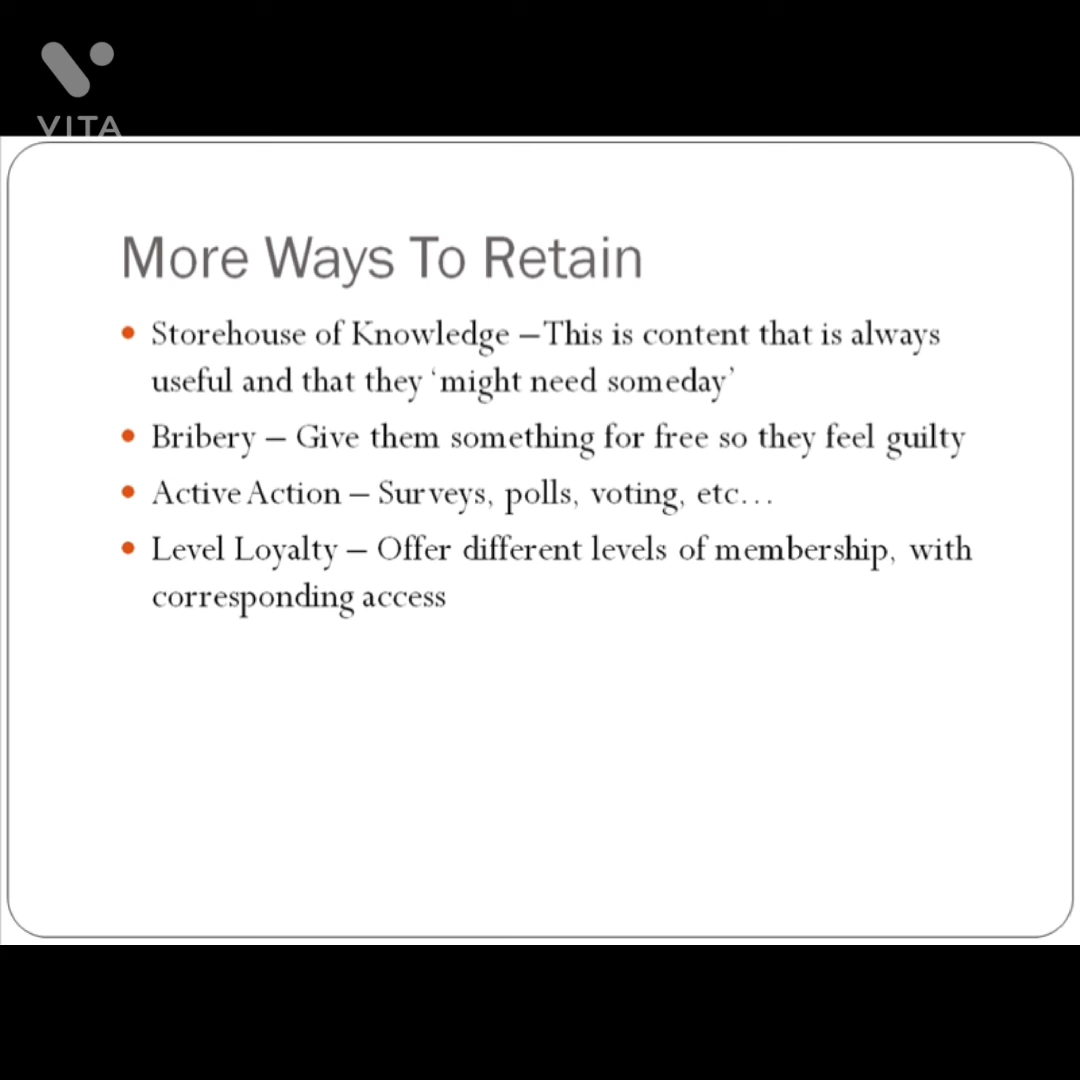 VITA
More Ways To Retain
• Storehouse of Knowledge –This is content that is always
useful and that they ‘might need someday’
• Bribery – Give them something for free so they feel guilty
• Active Action – Surveys, polls, voting, etc…
• Level Loyalty – Offer different levels of membership, with
corresponding access